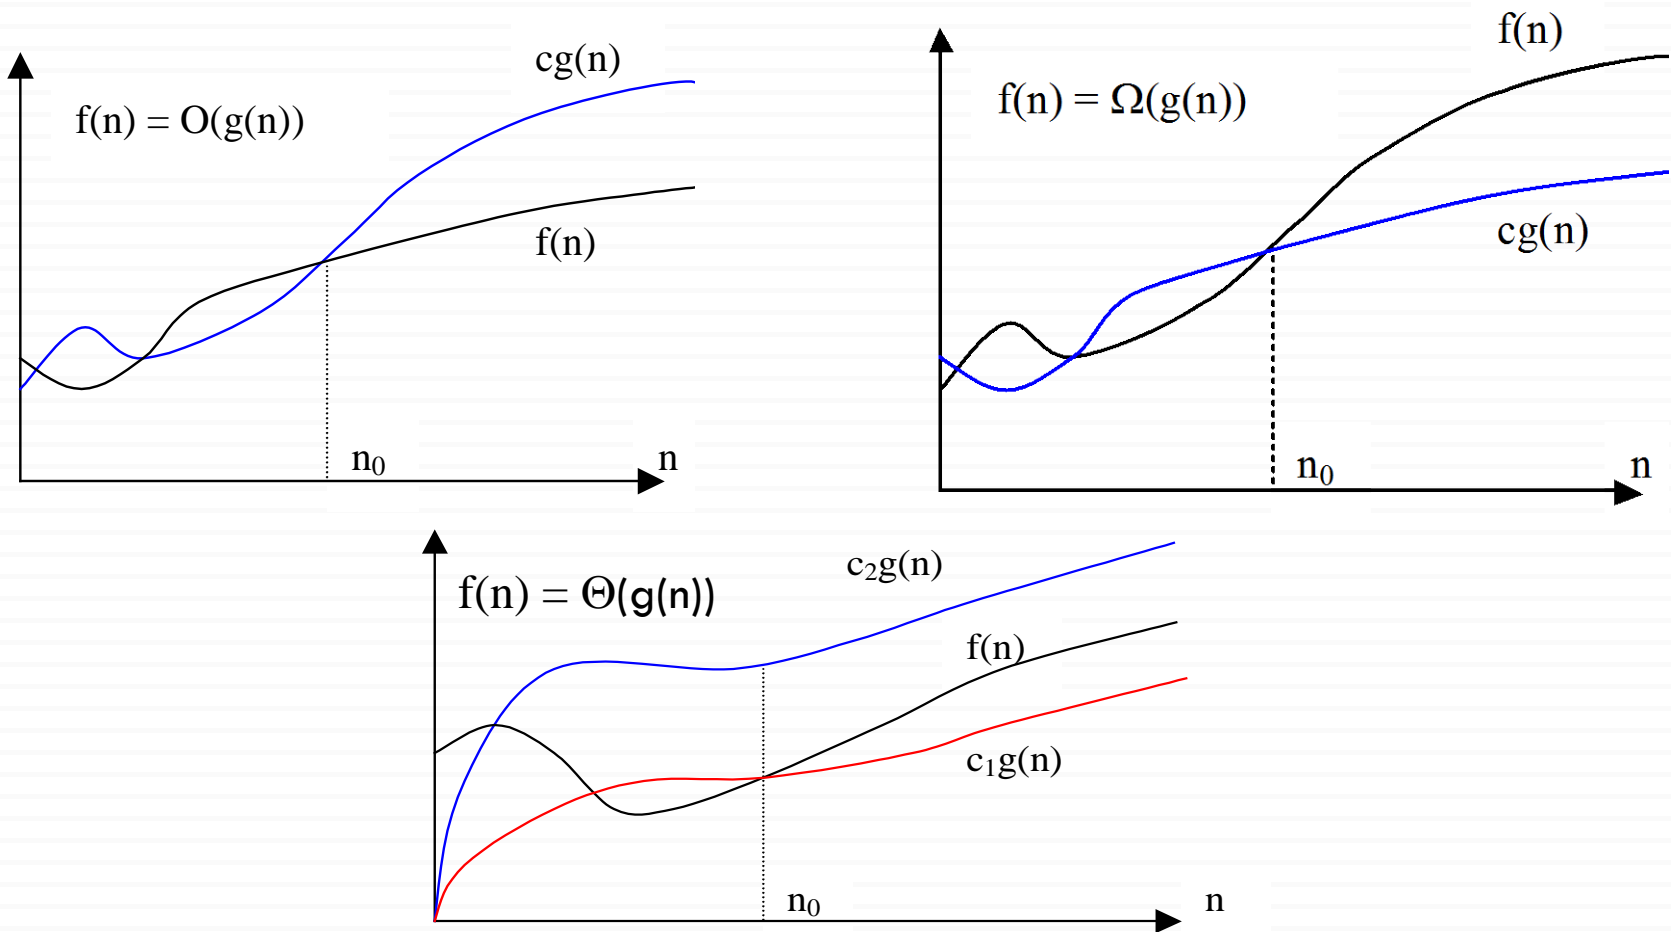 cg(n)
f(n) = O(g(n))
f(n)
n₀
n
f(n)
f(n) = Ω(g(n))
cg(n)
n₀
n
c₂g(n)
f(n) = Θ(g(n))
f(n)
c₁g(n)
n₀
n